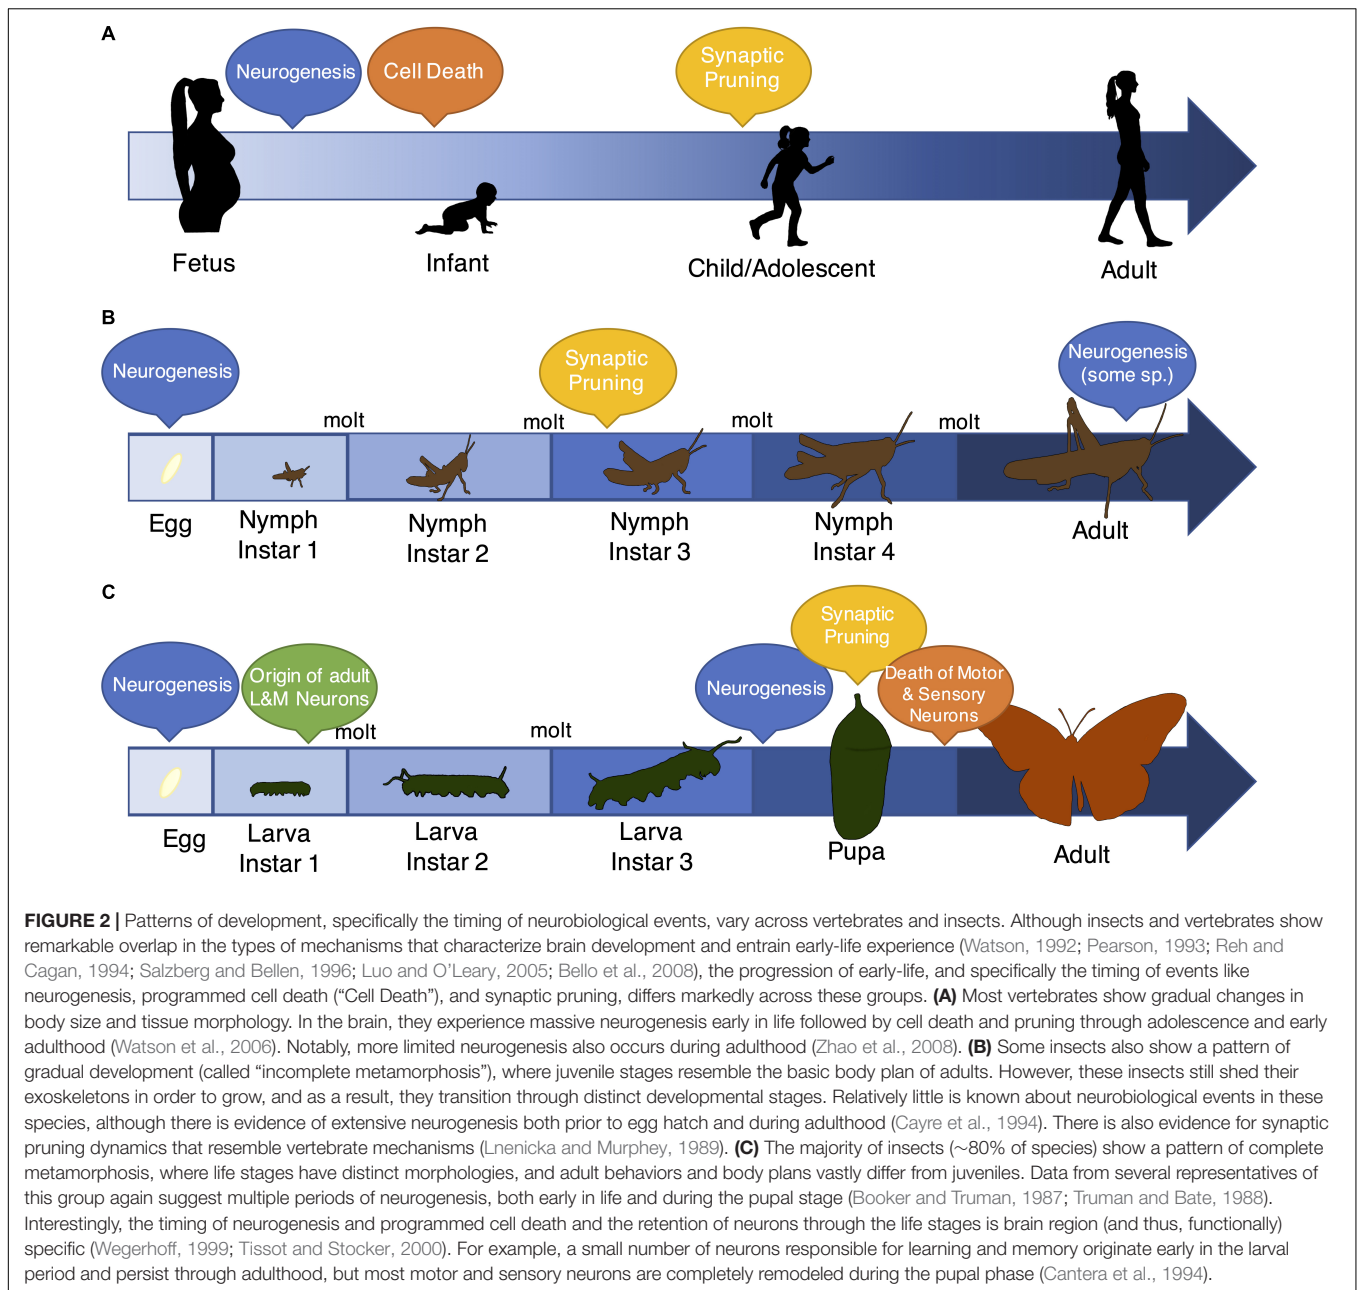 A
Neurogenesis
Cell Death
Synaptic
Pruning
Fetus
Infant
Child/Adolescent
Adult
B
Neurogenesis
Synaptic
Pruning
Neurogenesis
(some sp.)
molt
molt
molt
molt
Egg
Nymph
Instar 1
Nymph
Instar 2
Nymph
Instar 3
Nymph
Instar 4
Adult
C
Neurogenesis
Origin of adult
L&M Neurons
molt
molt
Neurogenesis
Synaptic
Pruning
Death of Motor
& Sensory
Neurons
Egg
Larva
Instar 1
Larva
Instar 2
Larva
Instar 3
Pupa
Adult
FIGURE 2 | Patterns of development, specifically the timing of neurobiological events, vary across vertebrates and insects. Although insects and vertebrates show
remarkable overlap in the types of mechanisms that characterize brain development and entrain early-life experience (Watson, 1992; Pearson, 1993; Reh and
Cagan, 1994; Salzberg and Bellen, 1996; Luo and O'Leary, 2005; Bello et al., 2008), the progression of early-life, and specifically the timing of events like
neurogenesis, programmed cell death ("Cell Death"), and synaptic pruning, differs markedly across these groups. (A) Most vertebrates show gradual changes in
body size and tissue morphology. In the brain, they experience massive neurogenesis early in life followed by cell death and pruning through adolescence and early
adulthood (Watson et al., 2006). Notably, more limited neurogenesis also occurs during adulthood (Zhao et al., 2008). (B) Some insects also show a pattern of
gradual development (called "incomplete metamorphosis"), where juvenile stages resemble the basic body plan of adults. However, these insects still shed their
exoskeletons in order to grow, and as a result, they transition through distinct developmental stages. Relatively little is known about neurobiological events in these
species, although there is evidence of extensive neurogenesis both prior to egg hatch and during adulthood (Cayre et al., 1994). There is also evidence for synaptic
pruning dynamics that resemble vertebrate mechanisms (Lnenicka and Murphey, 1989). (C) The majority of insects (~80% of species) show a pattern of complete
metamorphosis, where life stages have distinct morphologies, and adult behaviors and body plans vastly differ from juveniles. Data from several representatives of
this group again suggest multiple periods of neurogenesis, both early in life and during the pupal stage (Booker and Truman, 1987; Truman and Bate, 1988).
Interestingly, the timing of neurogenesis and programmed cell death and the retention of neurons through the life stages is brain region (and thus, functionally)
specific (Wegerhoff, 1999; Tissot and Stocker, 2000). For example, a small number of neurons responsible for learning and memory originate early in the larval
period and persist through adulthood, but most motor and sensory neurons are completely remodeled during the pupal phase (Cantera et al., 1994).